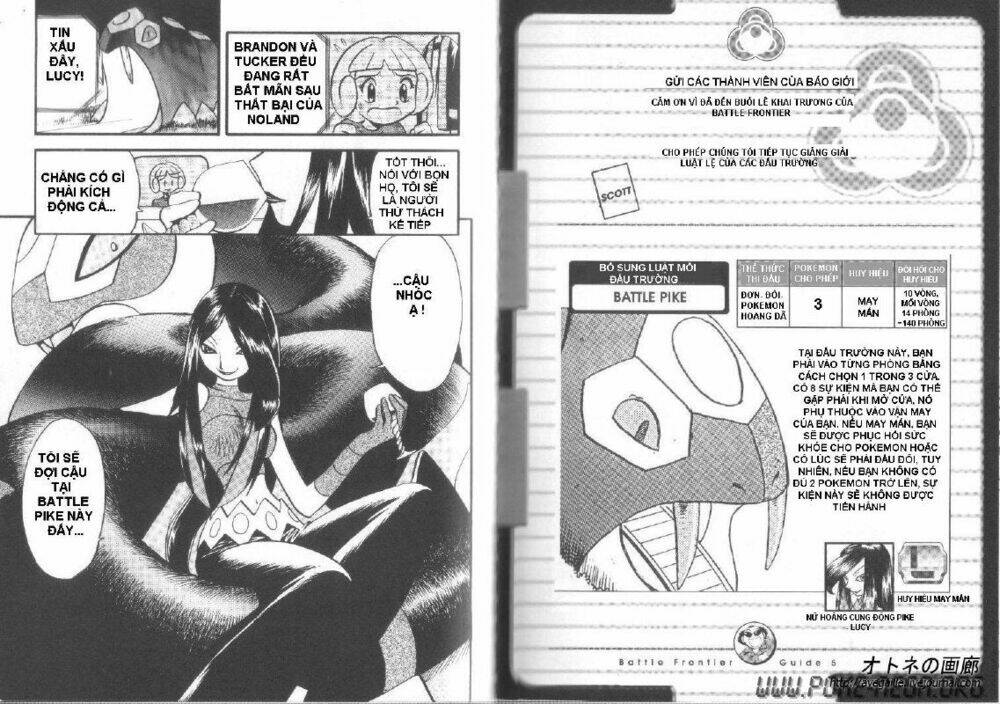 TIN
XẤU
ĐÂY,
LUCY!
BRANDON VÀ
TUCKER ĐỀU
ĐANG RẤT
BẤT MÃN SAU
THẤT BẠI CỦA
NOLAND
CHẲNG CÓ GÌ
PHẢI KÍCH
ĐỘNG CẢ...
TỐT THÔI...
NÓI VỚI BỌN
HỌ, TÔI SẼ
LÀ NGƯỜI
THỬ THÁCH
KẾ TIẾP
...CẬU
NHÓC
Ạ!
TÔI SẼ
ĐỢI CẬU
TẠI
BATTLE
PIKE NÀY
ĐẤY...
GỬI CÁC THÀNH VIÊN CỦA BÁO GIỚI
CẢM ƠN VÌ ĐÃ ĐẾN BUỔI LỄ KHAI TRƯƠNG CỦA
BATTLE FRONTIER
CHO PHÉP CHÚNG TÔI TIẾP TỤC GIẢNG GIẢI
LUẬT LỆ CỦA CÁC ĐẤU TRƯỜNG
SCOTT
BỔ SUNG LUẬT MỖI
ĐẤU TRƯỜNG
BATTLE PIKE
THỂ THỨC
THI ĐẤU
POKEMON
CHO PHÉP
HUY HIỆU
ĐÒI HỎI CHO
HUY HIỆU
ĐƠN. ĐÔI.
POKEMON
HOANG DÃ
3
MAY
MẮN
10 VÒNG,
MỖI VÒNG
14 PHÒNG
=140 PHÒNG
TẠI ĐẤU TRƯỜNG NÀY, BẠN
PHẢI VÀO TỪNG PHÒNG BẰNG
CÁCH CHỌN 1 TRONG 3 CỬA.
CÓ 8 SỰ KIỆN MÀ BẠN CÓ THỂ
GẶP PHẢI KHI MỞ CỬA, NÓ
PHỤ THUỘC VÀO VẬN MAY
CỦA BẠN. NẾU MAY MẮN, BẠN
SẼ ĐƯỢC PHỤC HỒI SỨC
KHỎE CHO POKEMON HOẶC
CÓ LÚC SẼ PHẢI ĐẤU ĐÔI, TUY
NHIÊN, NẾU BẠN KHÔNG CÓ
ĐỦ 2 POKEMON TRỞ LÊN, SỰ
KIỆN NÀY SẼ KHÔNG ĐƯỢC
TIẾN HÀNH
HUY HIỆU MAY MẮN
NỮ HOÀNG CUNG ĐIỆN PIKE
LUCY
Battle Frontier Guide 5
オトネの画廊